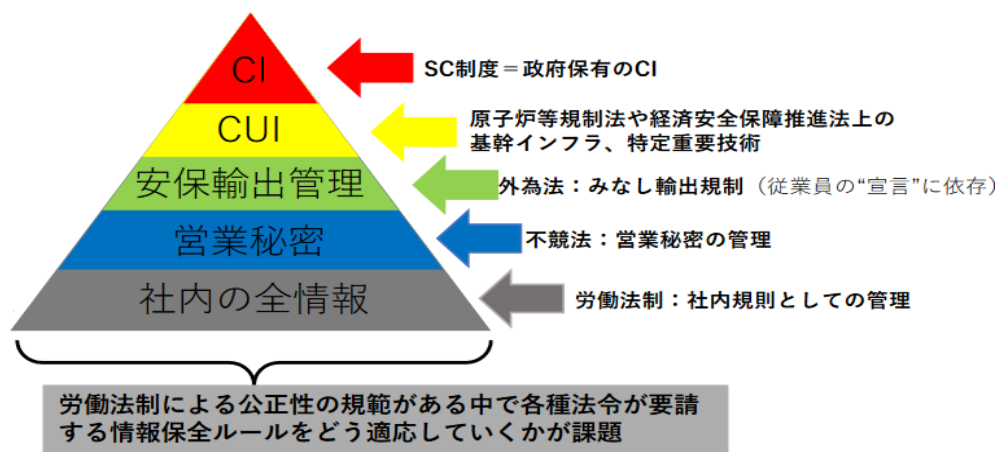 CI
SC制度＝政府保有のCI
CUI
原子炉等規制法や経済安全保障推進法上の
基幹インフラ、特定重要技術
安保輸出管理
外為法：みなし輸出規制（従業員の“宣言”に依存）
営業秘密
不競法：営業秘密の管理
社内の全情報
労働法制：社内規則としての管理
労働法制による公正性の規範がある中で各種法令が要請
する情報保全ルールをどう適応していくかが課題